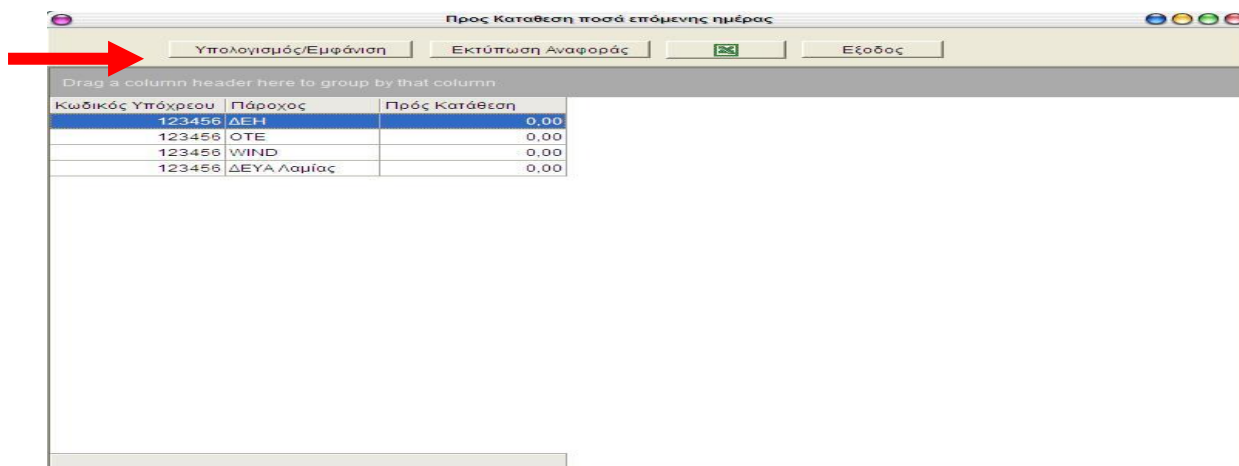 Προς Καταθεση ποσά επόμενης ημέρας
Υπολογισμός/Εμφάνιση Εκτύπωση Αναφοράς Εξοδος
Drag a column header here to group by that column
Κωδικός Υπόχρεου Πάροχος Πρός Κατάθεση
123456 ΔΕΗ 0,00
123456 ΟΤΕ 0,00
123456 WIND 0,00
123456 ΔΕΥΑ Λαμίας 0,00